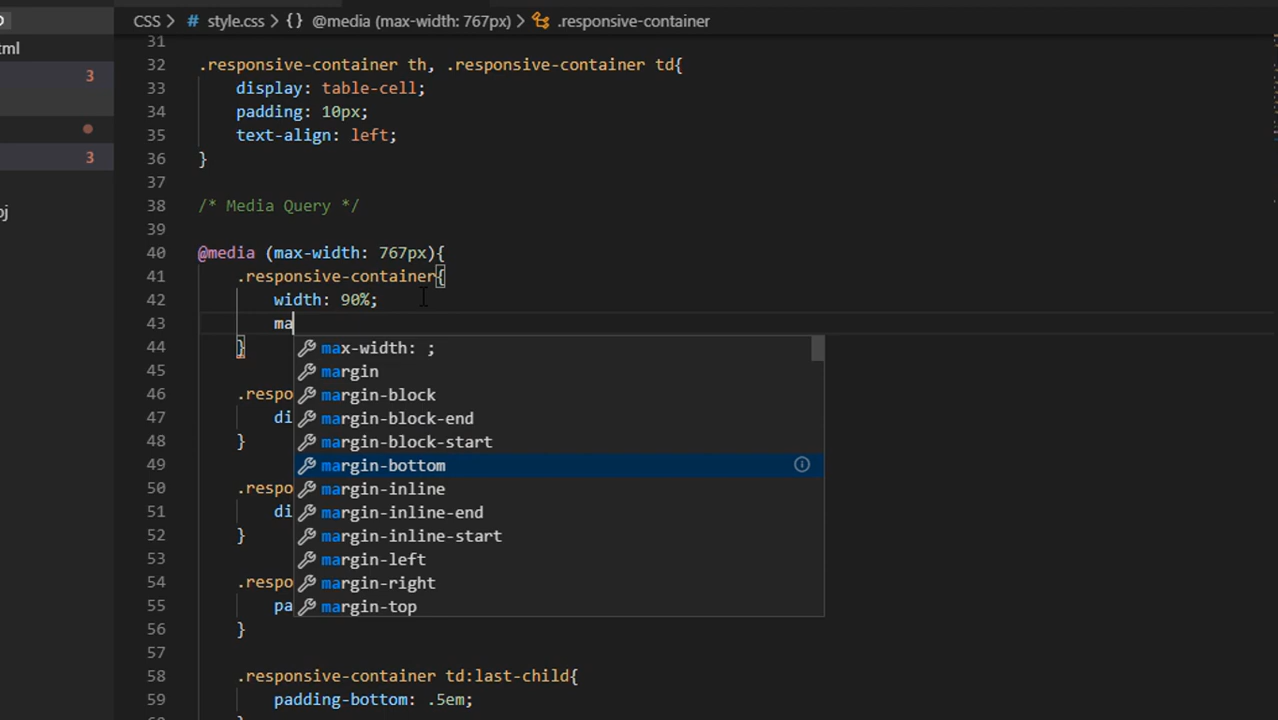 CSS > # style.css > {} @media (max-width: 767px) > .responsive-container
31
tml
32 .responsive-container th, .responsive-container td{
3
33 display: table-cell;
34 padding: 10px;
35 text-align: left;
3
36 }
37
oj
38 /* Media Query */
39
40 @media (max-width: 767px){
41 .responsive-container{
42 width: 90%;
43 ma
44 }
max-width: ;
45
margin
46 .respo
margin-block
47 di
margin-block-end
48 }
margin-block-start
49
margin-bottom
50 .respo
margin-inline
51 di
margin-inline-end
52 }
margin-inline-start
53
margin-left
54 .respo
margin-right
55 pa
margin-top
56 }
57
58 .responsive-container td:last-child{
59 padding-bottom: .5em;